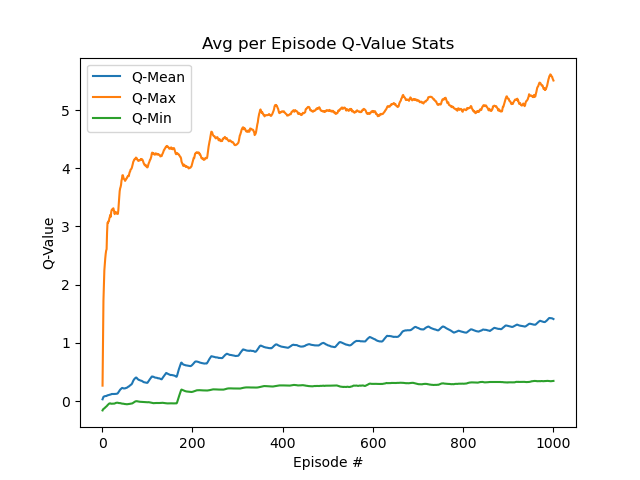 Avg per Episode Q-Value Stats
Q-Mean
Q-Max
Q-Min
Q-Value
5
4
3
2
1
0
0 200 400 600 800 1000
Episode #